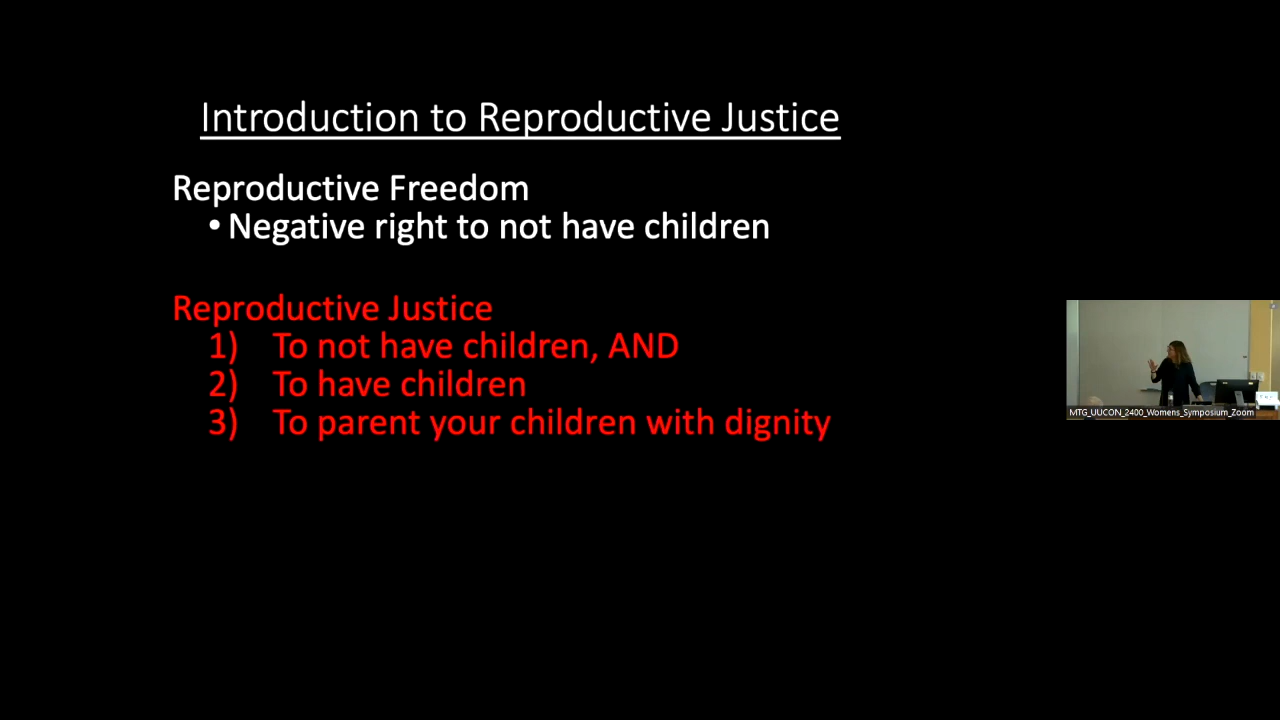 Introduction to Reproductive Justice
Reproductive Freedom
• Negative right to not have children
Reproductive Justice
1) To not have children, AND
2) To have children
3) To parent your children with dignity
MTG_UUCON_2400_Womens_Symposium_Zoom